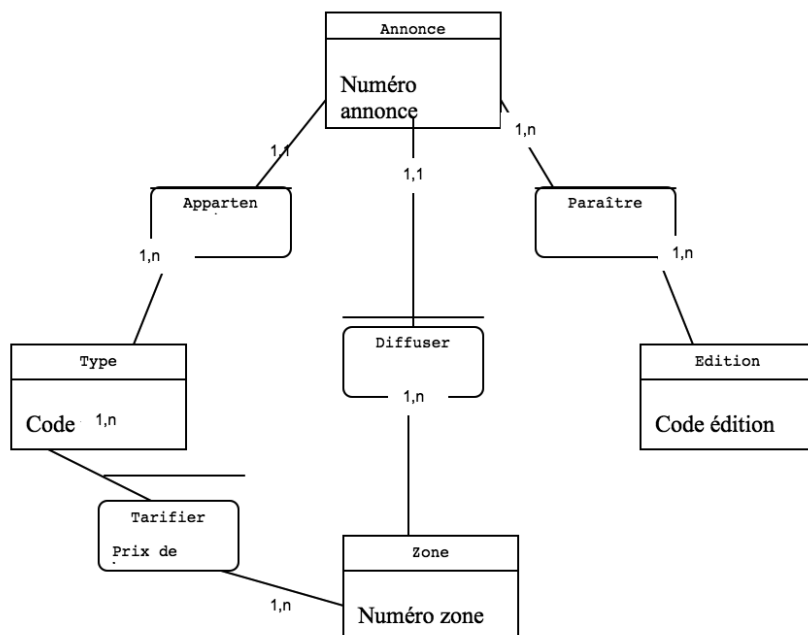 Annonce
Numéro
annonce
1,1
1,1
1,n
Apparten
Paraître
1,n
1,n
Type
Code
1,n
Diffuser
1,n
Edition
Code édition
Tarifier
Prix de
1,n
Zone
Numéro zone